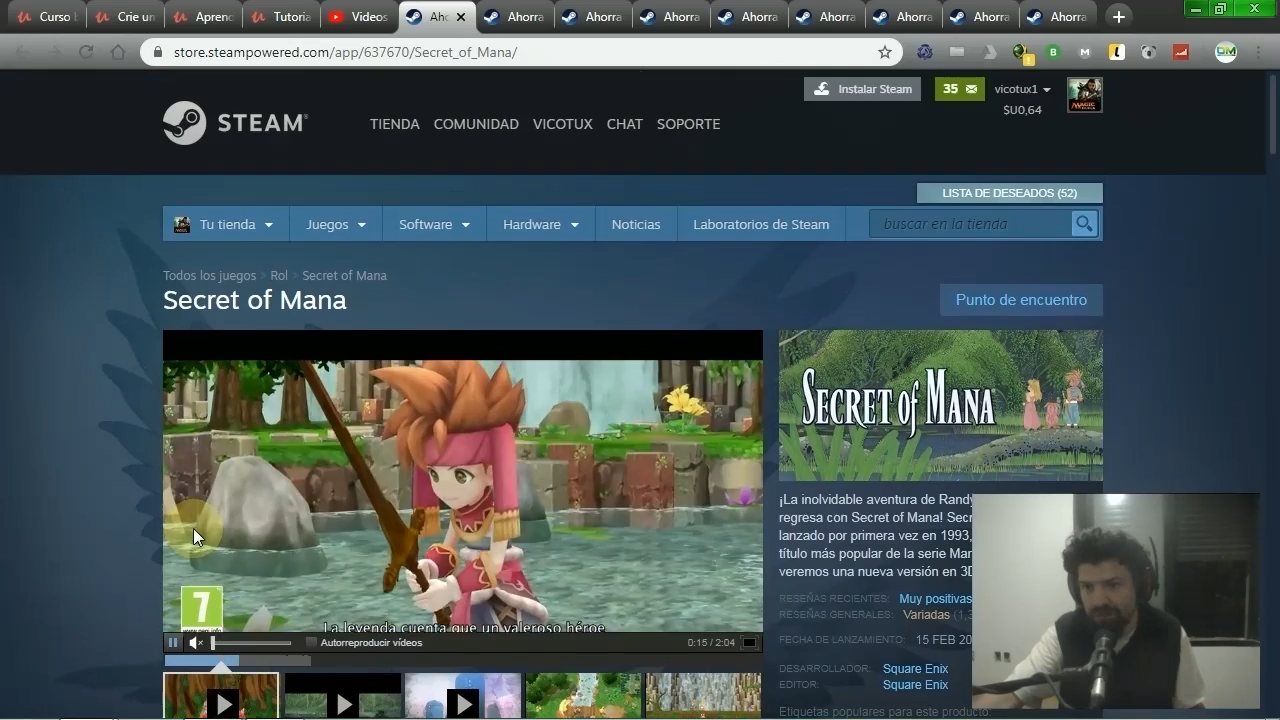 Curso b
Crie un
Aprend
Tutoria
Videos
Aho
Ahorra
Ahorra
Ahorra
Ahorra
Ahorra
Ahorra
Ahorra
Ahorra
store.steampowered.com/app/637670/Secret_of_Mana/
Instalar Steam
35
vicotux1
$U0,64
STEAM
TIENDA COMUNIDAD VICOTUX CHAT SOPORTE
LISTA DE DESEADOS (52)
Tu tienda
Juegos
Software
Hardware
Noticias
Laboratorios de Steam
buscar en la tienda
Todos los juegos > Rol > Secret of Mana
Secret of Mana
Punto de encuentro
SECRET of MANA
7
La leyenda cuenta que un valeroso héroe
Autorreproducir vídeos
0:15 / 2:04
¡La inolvidable aventura de Randy
regresa con Secret of Mana! Secr
lanzado por primera vez en 1993,
título más popular de la serie Man
veremos una nueva versión en 3D
RESEÑAS RECIENTES: Muy positivas
RESEÑAS GENERALES: Variadas (1,3
FECHA DE LANZAMIENTO: 15 FEB 20
DESARROLLADOR: Square Enix
EDITOR: Square Enix
Etiquetas populares para este producto: